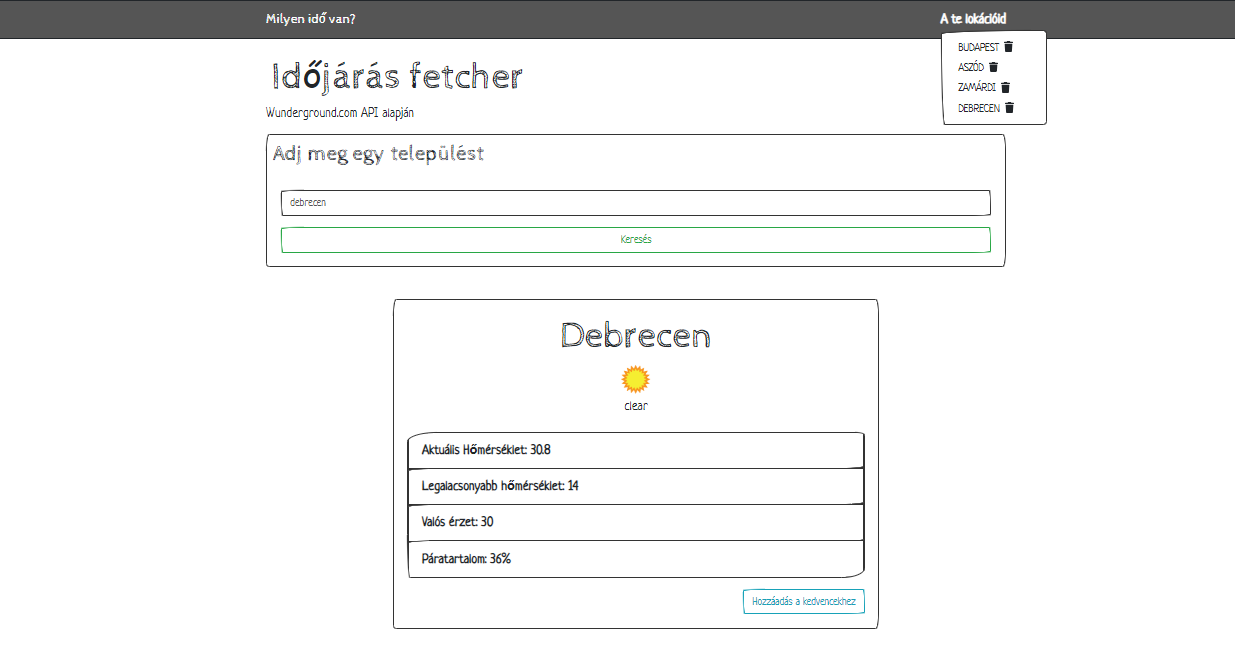 Milyen idő van?
A te lokációid
BUDAPEST
ASZÓD
ZAMÁRDI
DEBRECEN
Időjárás fetcher
Wunderground.com API alapján
Adj meg egy települést
debrecen
Keresés
Debrecen
clear
Aktuális Hőmérséklet: 30.8
Legalacsonyabb hőmérséklet: 14
Valós érzet: 30
Páratartalom: 36%
Hozzáadás a kedvencekhez